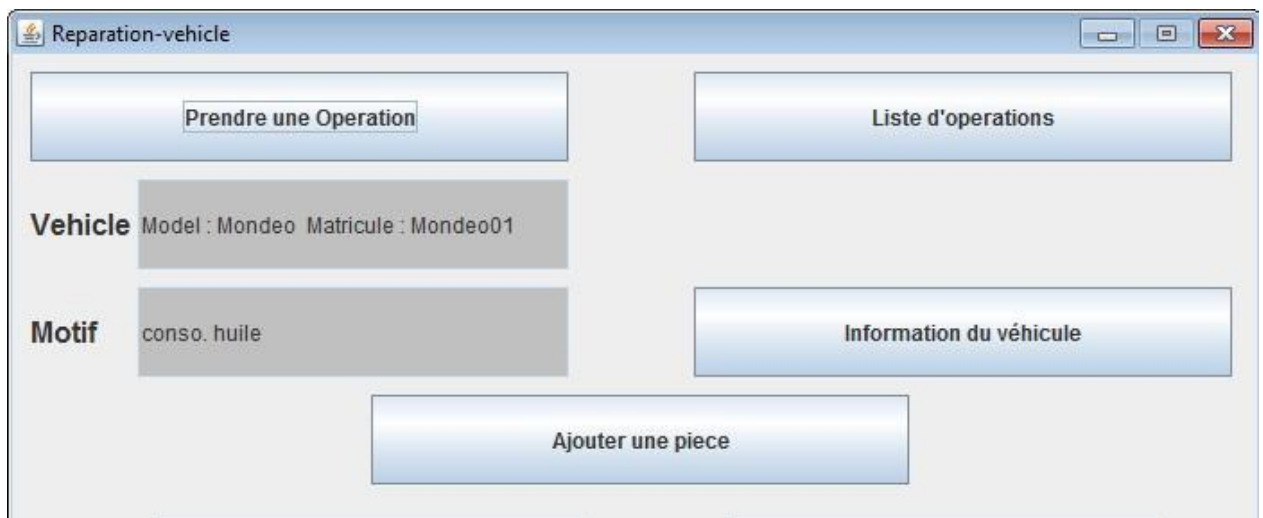 Reparation-vehicle
Prendre une Operation
Liste d'operations
Vehicle
Model : Mondeo Matricule : Mondeo01
Motif
conso. huile
Information du véhicule
Ajouter une piece